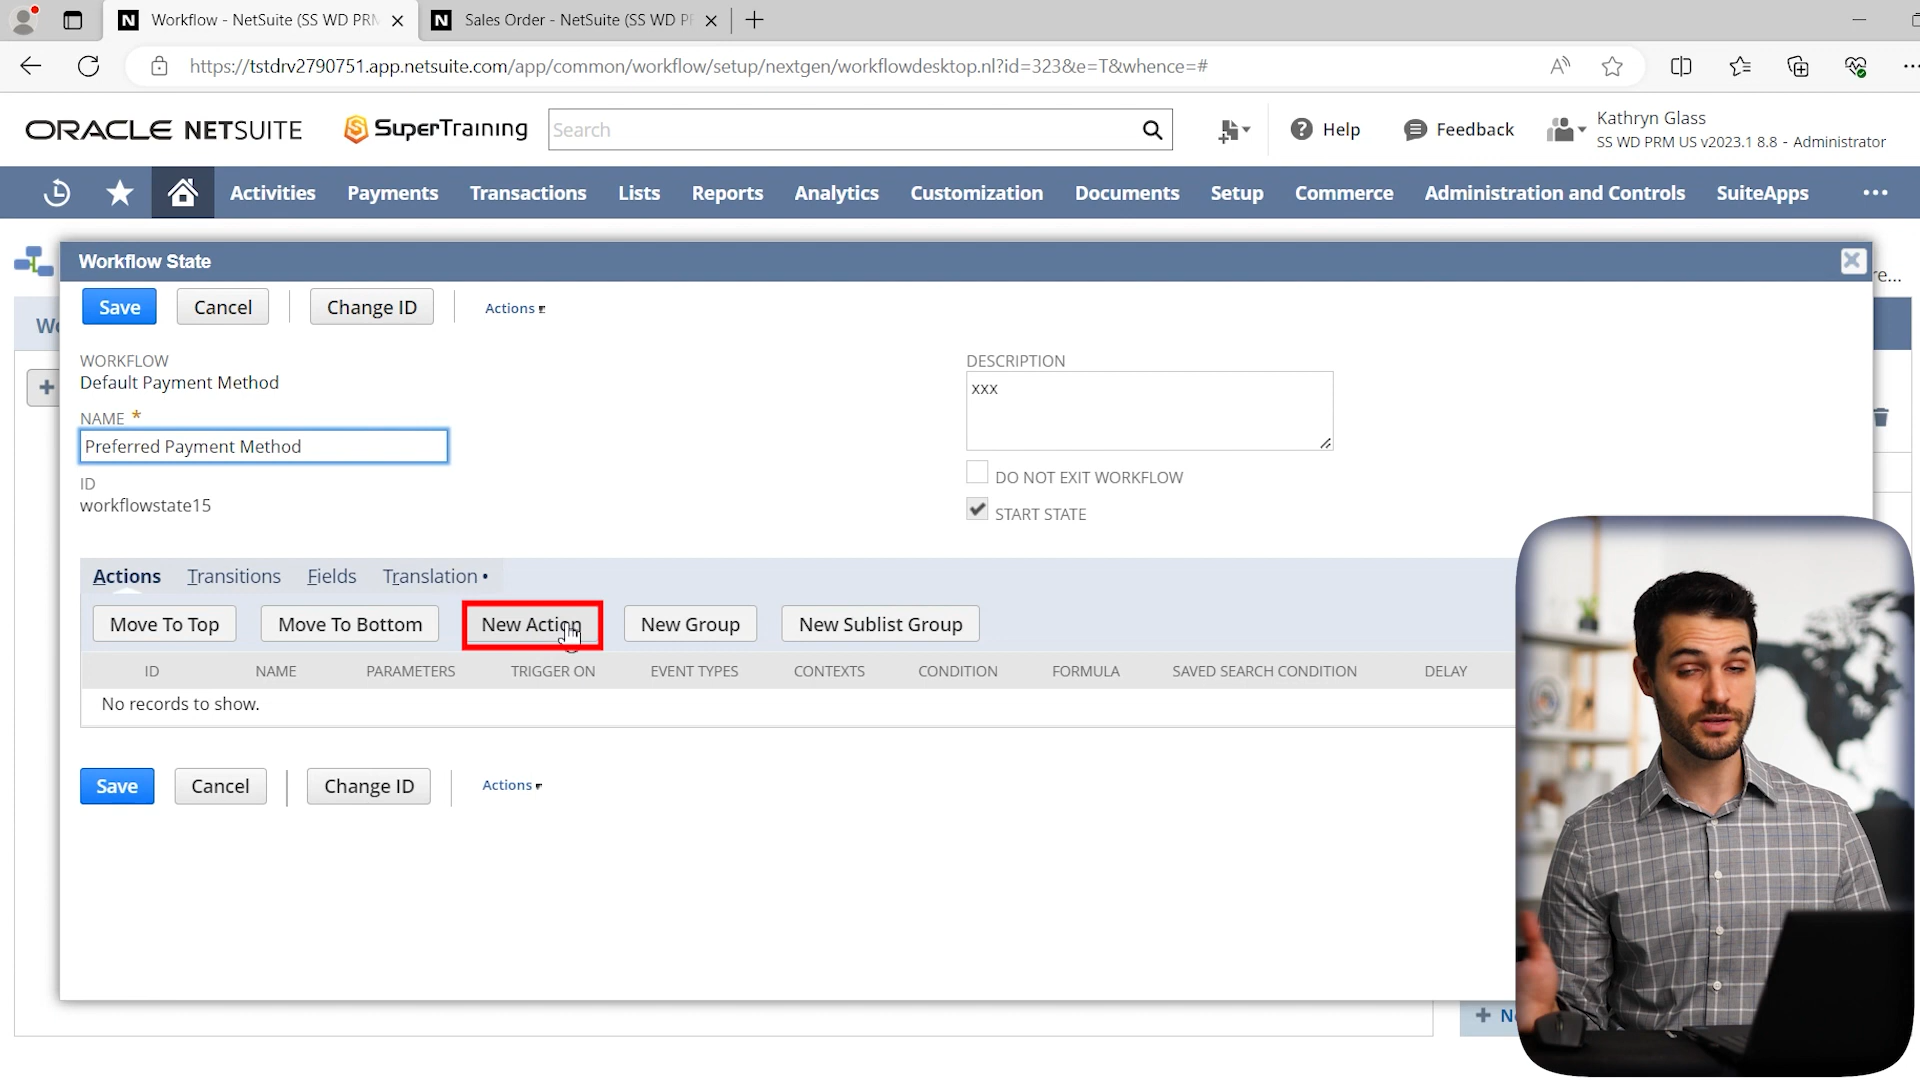 Workflow - NetSuite (SS WD PRM
Sales Order - NetSuite (SS WD PR
https://tstdrv2790751.app.netsuite.com/app/common/workflow/setup/nextgen/workflowdesktop.nl?id=323&e=T&whence=#
ORACLE NETSUITE
SuperTraining
Search
Help
Feedback
Kathryn Glass
SS WD PRM US v2023.1 8.8 - Administrator
Activities
Payments
Transactions
Lists
Reports
Analytics
Customization
Documents
Setup
Commerce
Administration and Controls
SuiteApps
Workflow State
Save
Cancel
Change ID
Actions
WORKFLOW
Default Payment Method
NAME *
Preferred Payment Method
ID
workflowstate15
DESCRIPTION
xxx
DO NOT EXIT WORKFLOW
START STATE
Actions
Transitions
Fields
Translation •
Move To Top
Move To Bottom
New Action
New Group
New Sublist Group
ID
NAME
PARAMETERS
TRIGGER ON
EVENT TYPES
CONTEXTS
CONDITION
FORMULA
SAVED SEARCH CONDITION
DELAY
No records to show.
Save
Cancel
Change ID
Actions